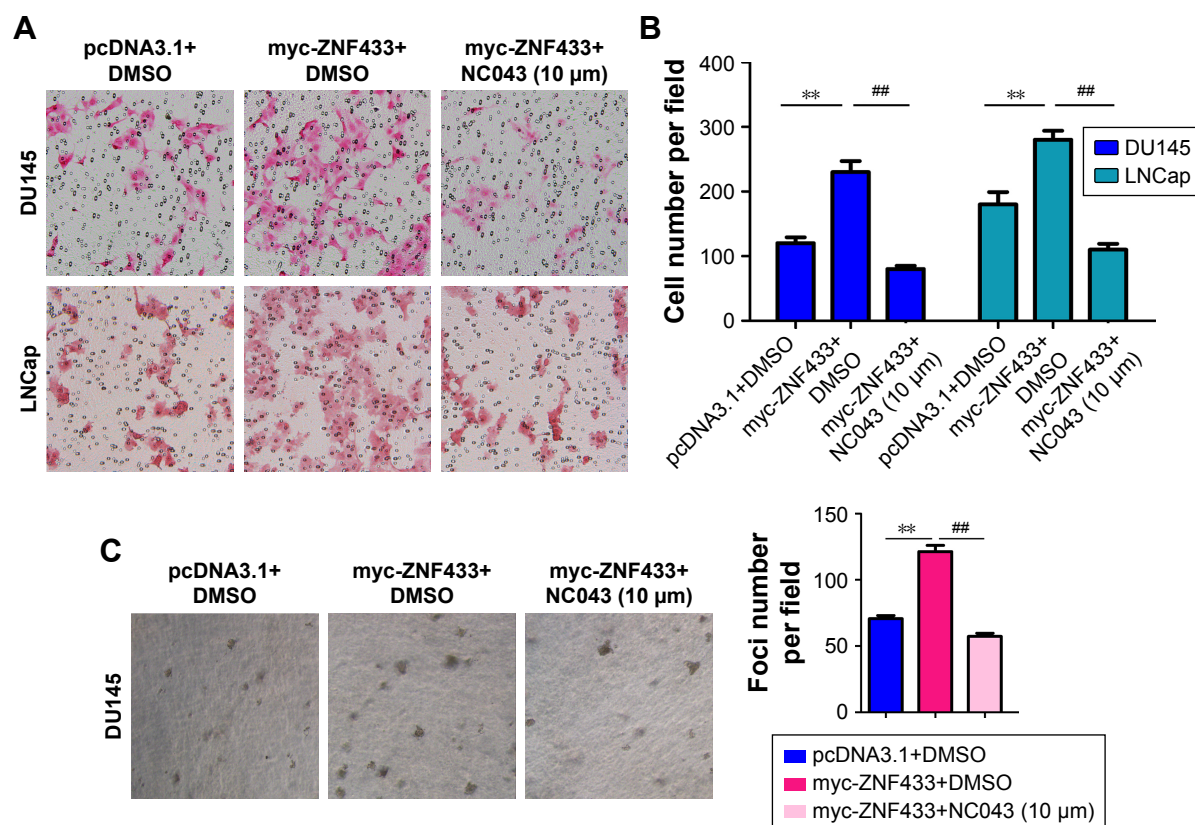 A
pcDNA3.1+
DMSO
myc-ZNF433+
DMSO
myc-ZNF433+
NC043 (10 µm)
DU145
LNCap
B
Cell number per field
400
300
200
100
0
**
##
**
##
DU145
LNCap
pcDNA3.1+DMSO
myc-ZNF433+
DMSO
myc-ZNF433+
NC043 (10 µm)
pcDNA3.1+DMSO
myc-ZNF433+
DMSO
myc-ZNF433+
NC043 (10 µm)
C
pcDNA3.1+
DMSO
myc-ZNF433+
DMSO
myc-ZNF433+
NC043 (10 µm)
DU145
Foci number
per field
150
100
50
0
**
##
pcDNA3.1+DMSO
myc-ZNF433+DMSO
myc-ZNF433+NC043 (10 µm)